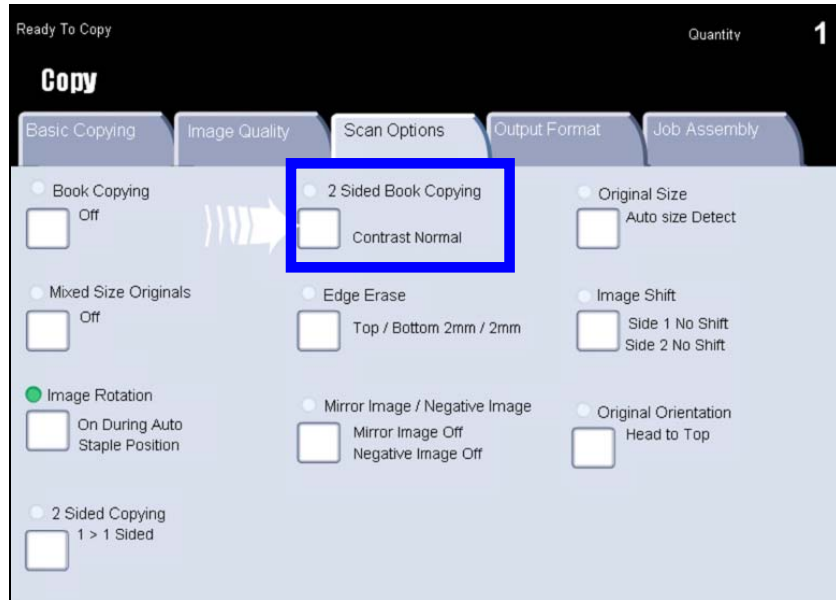 Ready To Copy
Quantity 1
Copy
Basic Copying
Image Quality
Scan Options
Output Format
Job Assembly
Book Copying
Off
2 Sided Book Copying
Contrast Normal
Original Size
Auto size Detect
Mixed Size Originals
Off
Edge Erase
Top / Bottom 2mm / 2mm
Image Shift
Side 1 No Shift
Side 2 No Shift
Image Rotation
On During Auto
Staple Position
Mirror Image / Negative Image
Mirror Image Off
Negative Image Off
Original Orientation
Head to Top
2 Sided Copying
1 > 1 Sided